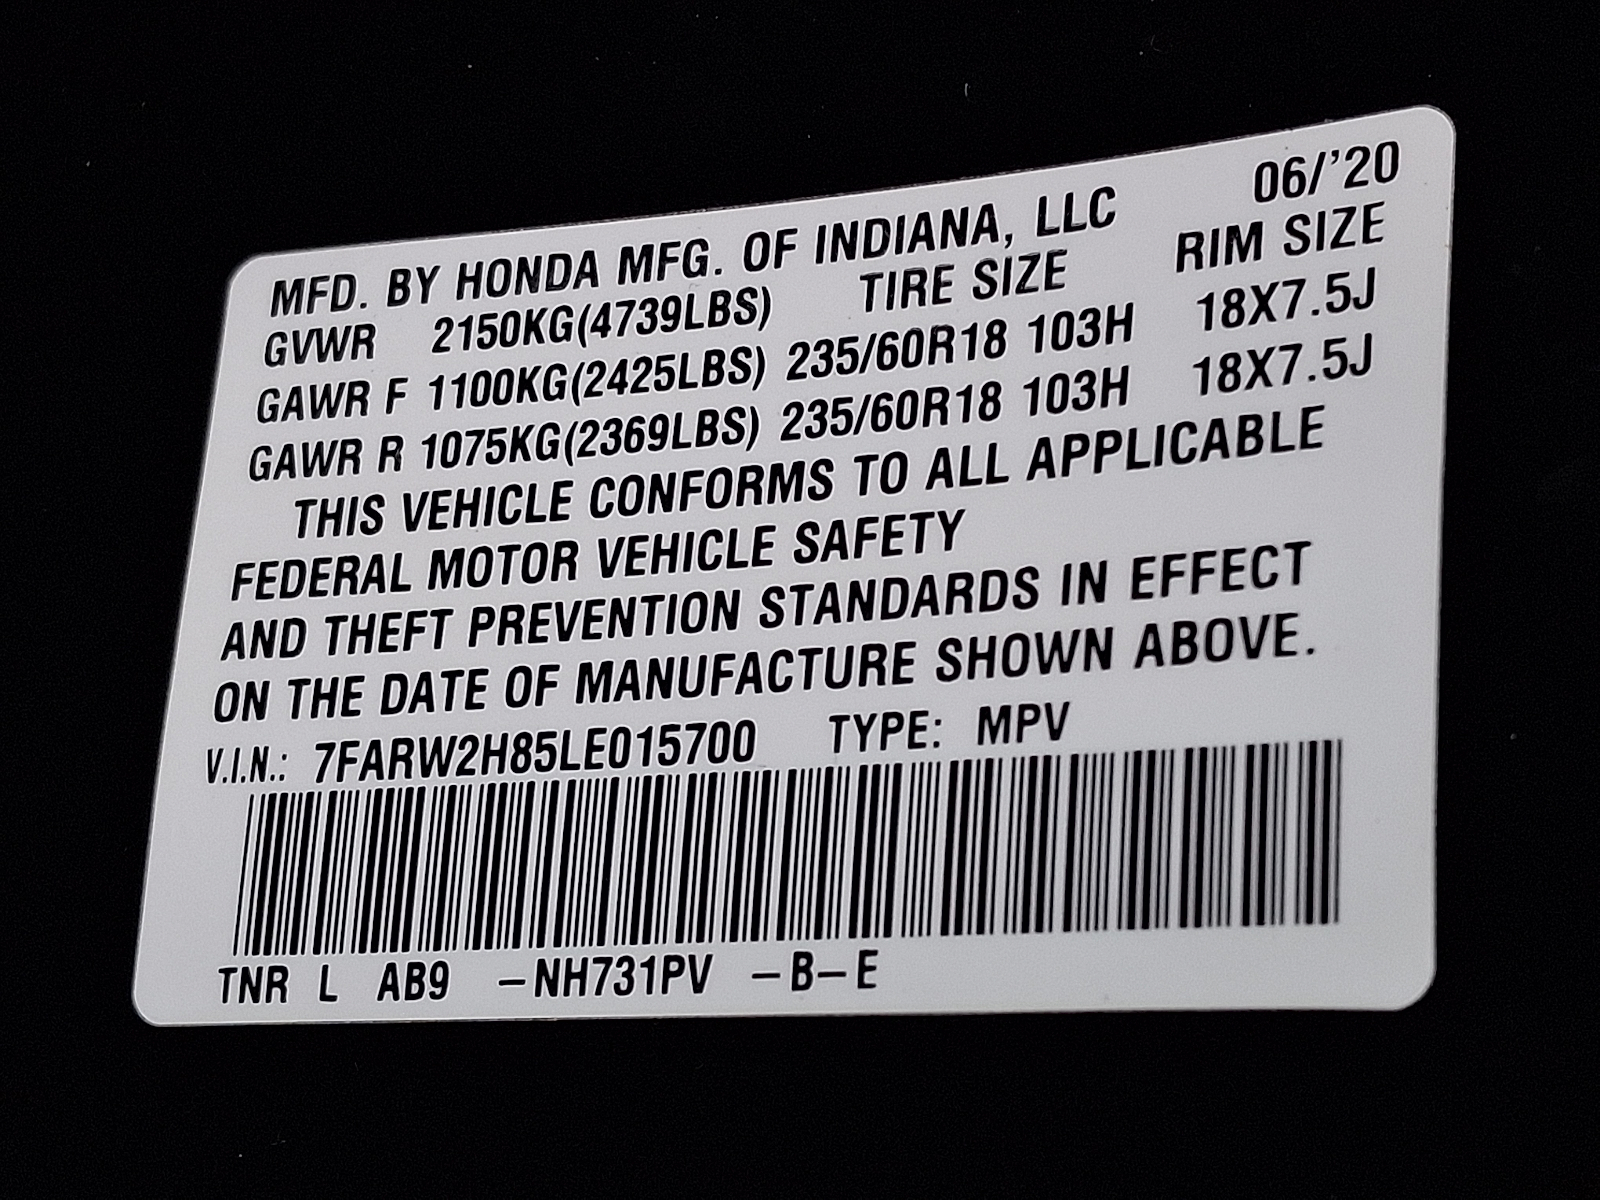 06/'20
MFD. BY HONDA MFG. OF INDIANA, LLC
GVWR 2150KG(4739LBS) TIRE SIZE RIM SIZE
GAWR F 1100KG(2425LBS) 235/60R18 103H 18X7.5J
GAWR R 1075KG(2369LBS) 235/60R18 103H 18X7.5J
THIS VEHICLE CONFORMS TO ALL APPLICABLE
FEDERAL MOTOR VEHICLE SAFETY
AND THEFT PREVENTION STANDARDS IN EFFECT
ON THE DATE OF MANUFACTURE SHOWN ABOVE.
V.I.N.: 7FARW2H85LE015700 TYPE: MPV
TNR L AB9 –NH731PV –B–E